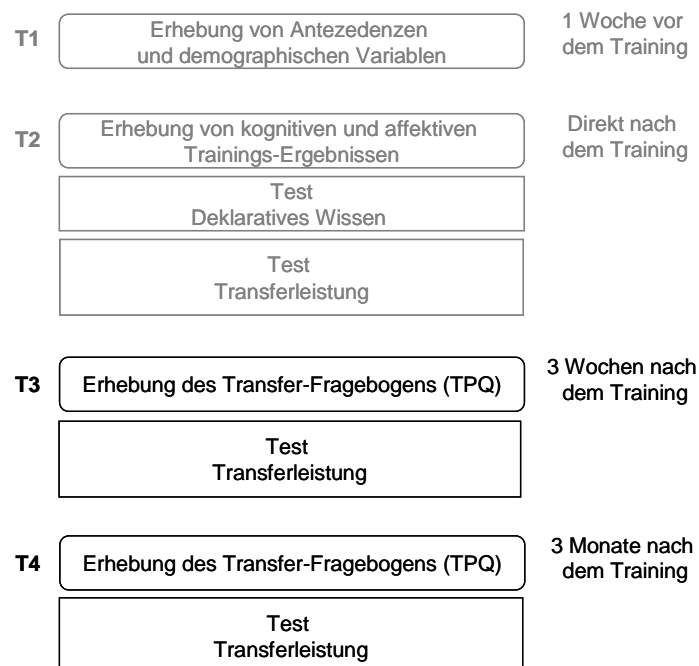 T1
Erhebung von Antezedenzen
und demographischen Variablen
1 Woche vor
dem Training
T2
Erhebung von kognitiven und affektiven
Trainings-Ergebnissen
Direkt nach
dem Training
Test
Deklaratives Wissen
Test
Transferleistung
T3
Erhebung des Transfer-Fragebogens (TPQ)
3 Wochen nach
dem Training
Test
Transferleistung
T4
Erhebung des Transfer-Fragebogens (TPQ)
3 Monate nach
dem Training
Test
Transferleistung